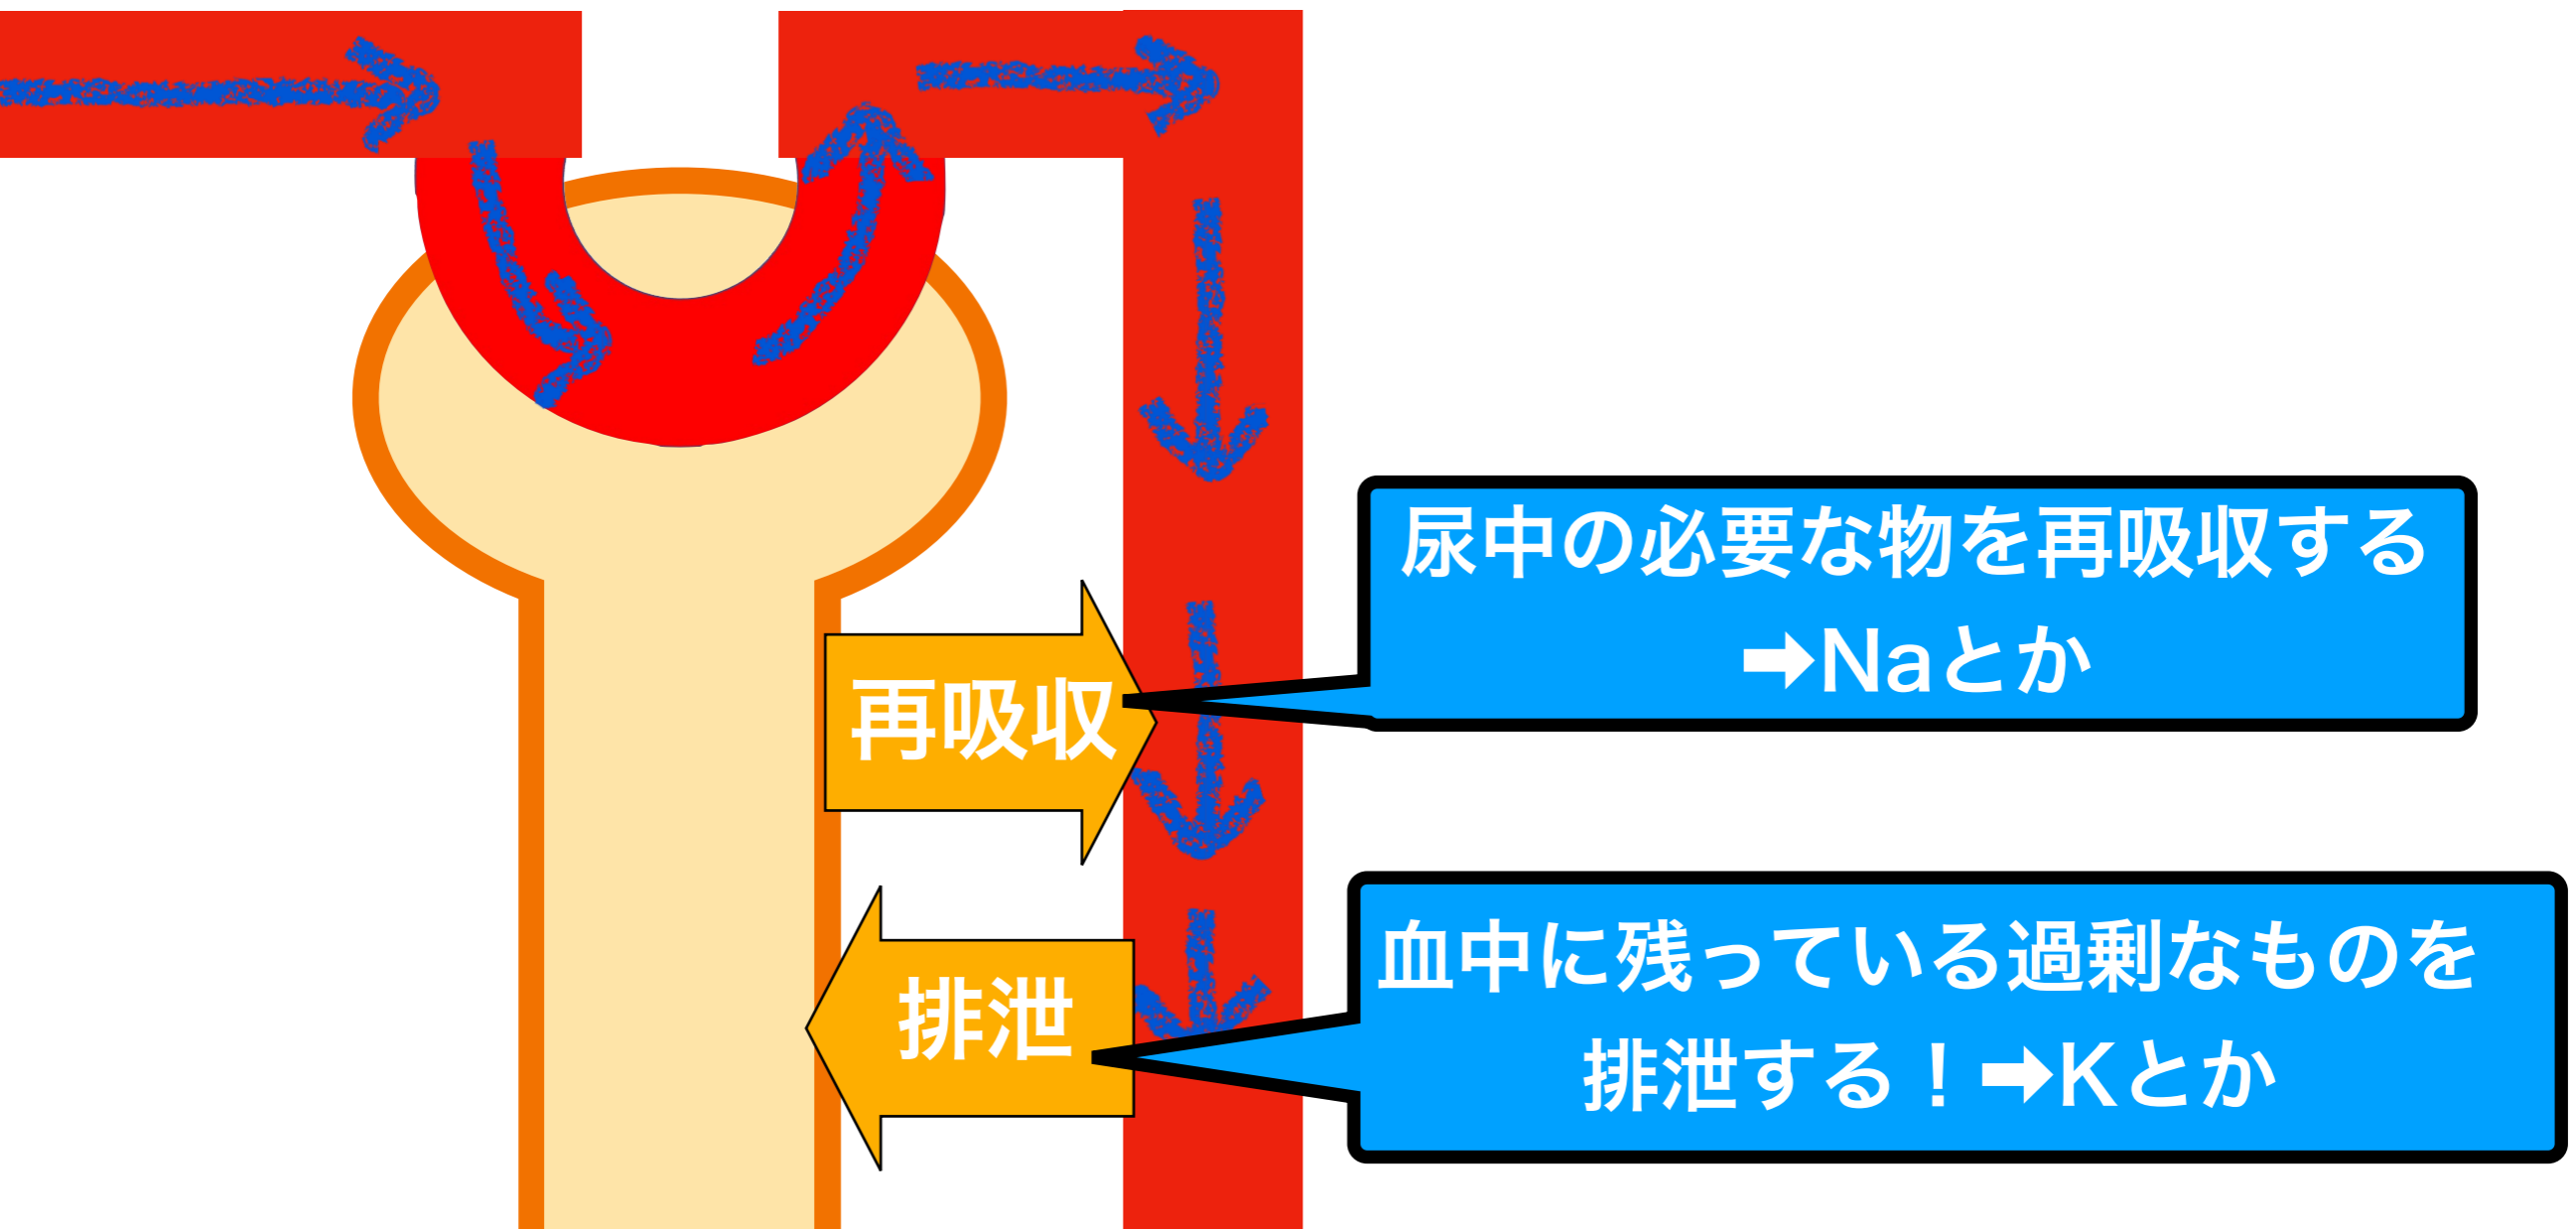 尿中の必要な物を再吸収する
➡Naとか
再吸収
血中に残っている過剰なものを
排泄する！➡Kとか
排泄